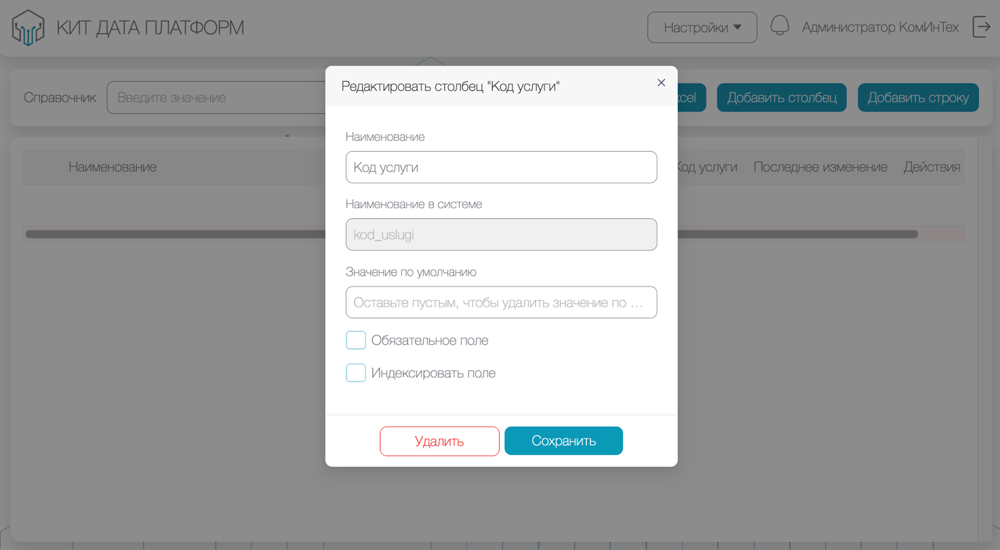 КИТ ДАТА ПЛАТФОРМ
Настройки
Администратор КомИнТех
Редактировать столбец "Код услуги"
Справочник
Введите значение
Добавить столбец
Добавить строку
Наименование
Наименование
Код услуги
Код услуги
Последнее изменение
Действия
Наименование в системе
kod_uslugi
Значение по умолчанию
Оставьте пустым, чтобы удалить значение по ...
Обязательное поле
Индексировать поле
Удалить
Сохранить